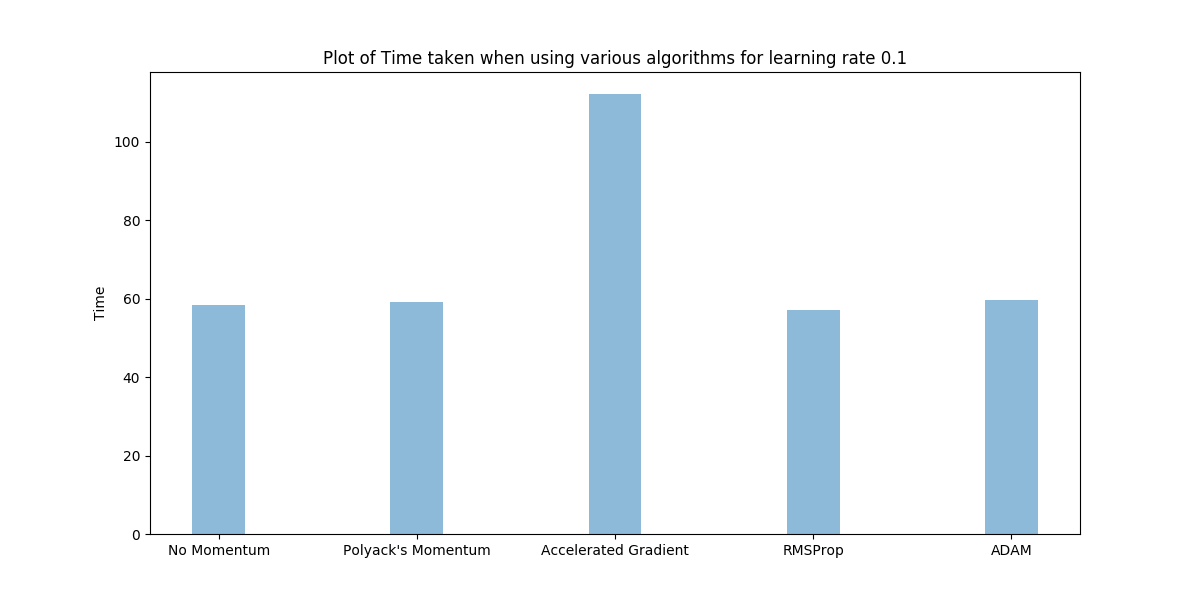 Plot of Time taken when using various algorithms for learning rate 0.1
100
80
60
40
20
0
Time
No Momentum
Polyack's Momentum
Accelerated Gradient
RMSProp
ADAM